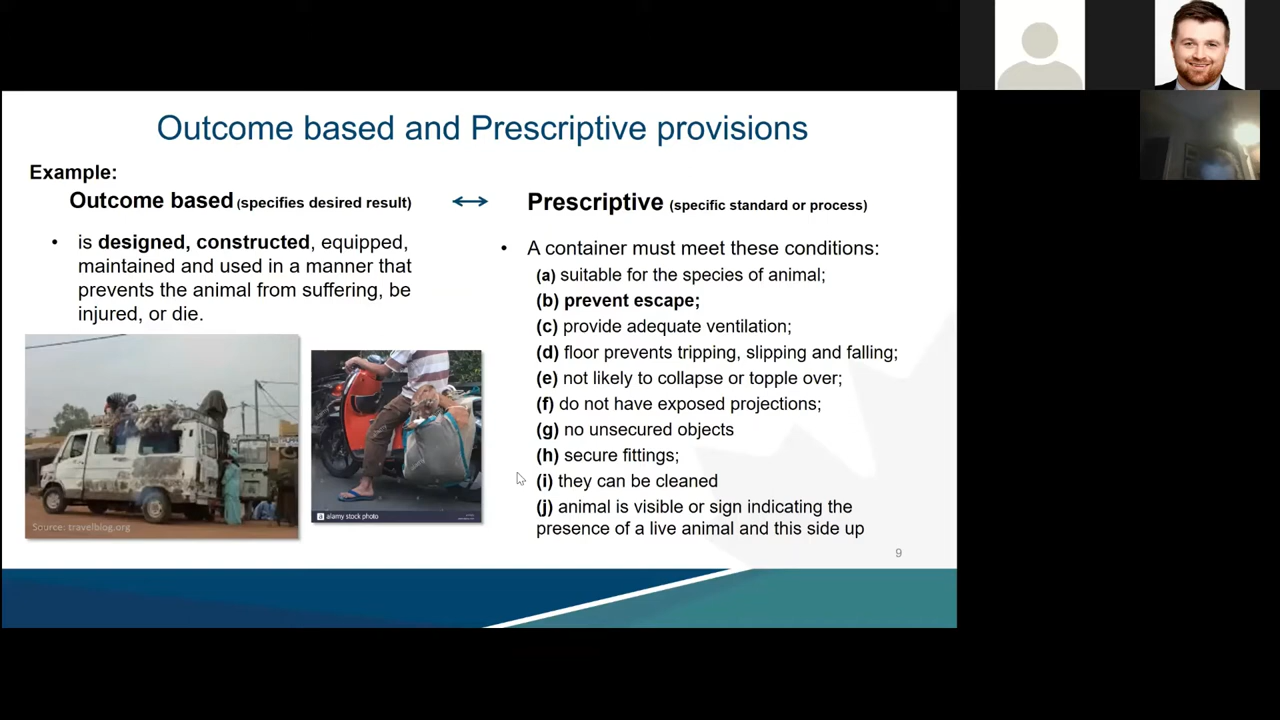 Outcome based and Prescriptive provisions
Example:
Outcome based (specifies desired result)
Prescriptive (specific standard or process)
• is designed, constructed, equipped,
maintained and used in a manner that
prevents the animal from suffering, be
injured, or die.
Source: travelblog.org
a alamy stock photo
• A container must meet these conditions:
(a) suitable for the species of animal;
(b) prevent escape;
(c) provide adequate ventilation;
(d) floor prevents tripping, slipping and falling;
(e) not likely to collapse or topple over;
(f) do not have exposed projections;
(g) no unsecured objects
(h) secure fittings;
(i) they can be cleaned
(j) animal is visible or sign indicating the
presence of a live animal and this side up
9